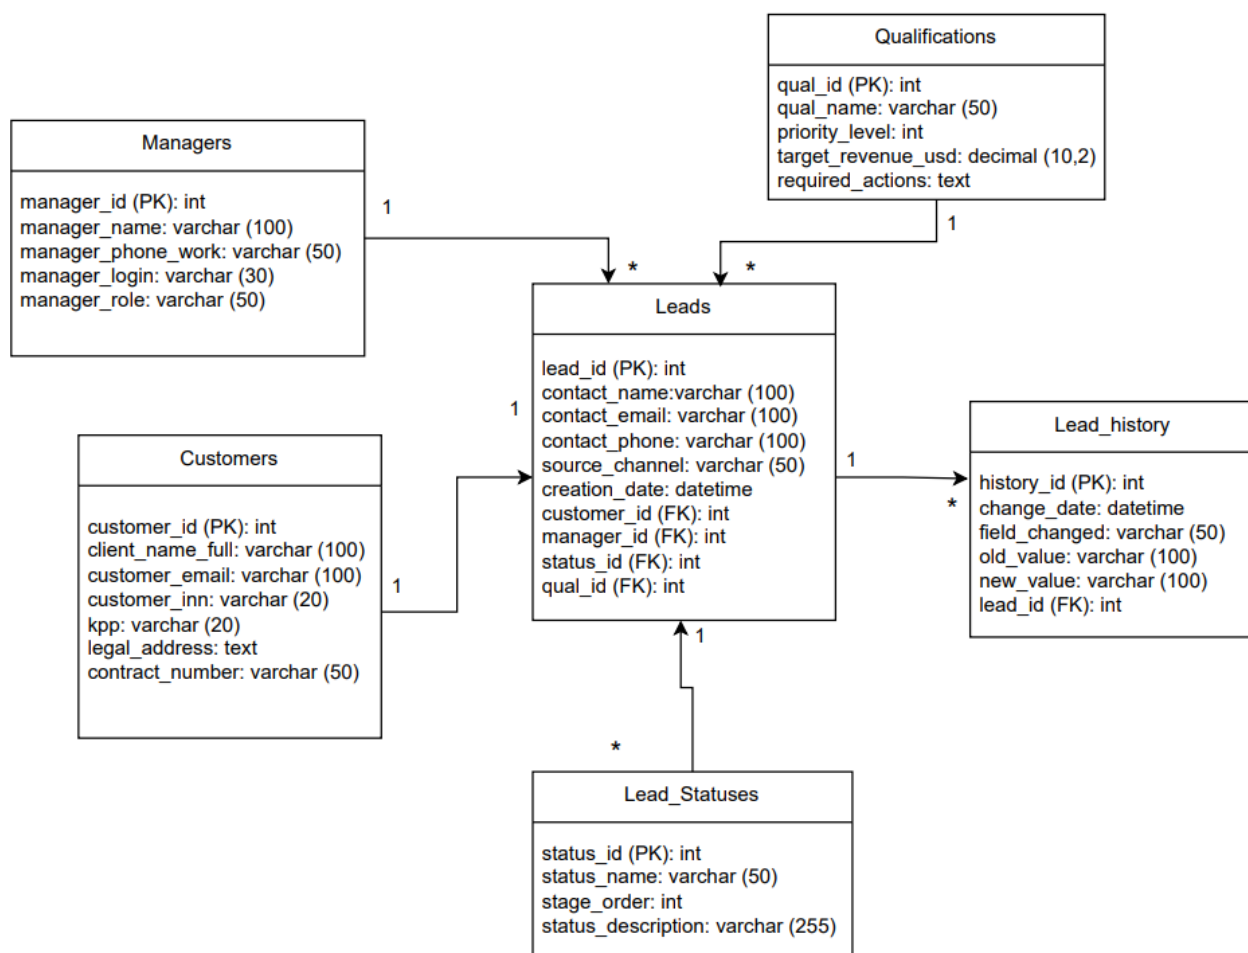 Qualifications
qual_id (PK): int
qual_name: varchar (50)
priority_level: int
target_revenue_usd: decimal (10,2)
required_actions: text
1
*
Managers
manager_id (PK): int
manager_name: varchar (100)
manager_phone_work: varchar (50)
manager_login: varchar (30)
manager_role: varchar (50)
1
*
Leads
lead_id (PK): int
contact_name:varchar (100)
contact_email: varchar (100)
contact_phone: varchar (100)
source_channel: varchar (50)
creation_date: datetime
customer_id (FK): int
manager_id (FK): int
status_id (FK): int
qual_id (FK): int
1
Customers
customer_id (PK): int
client_name_full: varchar (100)
customer_email: varchar (100)
customer_inn: varchar (20)
kpp: varchar (20)
legal_address: text
contract_number: varchar (50)
1
1
*
Lead_history
history_id (PK): int
change_date: datetime
field_changed: varchar (50)
old_value: varchar (100)
new_value: varchar (100)
lead_id (FK): int
1
*
Lead_Statuses
status_id (PK): int
status_name: varchar (50)
stage_order: int
status_description: varchar (255)